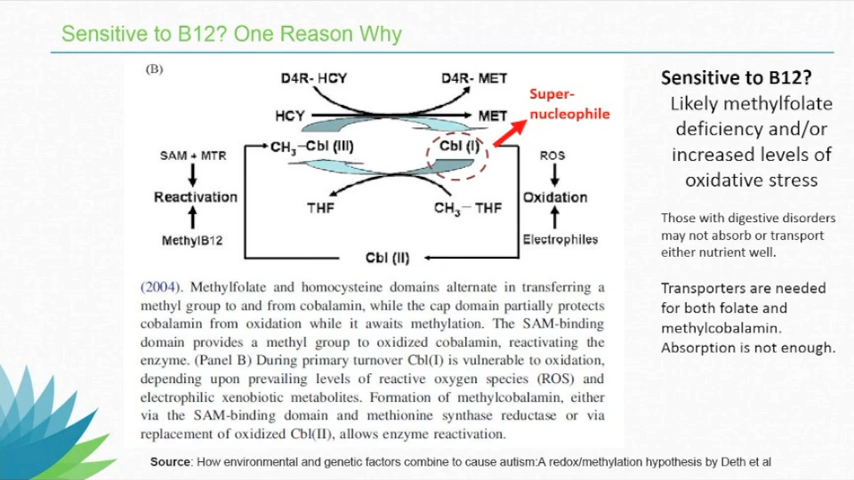 Sensitive to B12? One Reason Why
(B)
D4R- HCY
D4R- MET
Super-
nucleophile
HCY
MET
CH3–Cbl (III)
Cbl (I)
SAM + MTR
ROS
Reactivation
Oxidation
THF
CH3– THF
MethylB12
Electrophiles
Cbl (II)
(2004). Methylfolate and homocysteine domains alternate in transferring a
methyl group to and from cobalamin, while the cap domain partially protects
cobalamin from oxidation while it awaits methylation. The SAM-binding
domain provides a methyl group to oxidized cobalamin, reactivating the
enzyme. (Panel B) During primary turnover Cbl(I) is vulnerable to oxidation,
depending upon prevailing levels of reactive oxygen species (ROS) and
electrophilic xenobiotic metabolites. Formation of methylcobalamin, either
via the SAM-binding domain and methionine synthase reductase or via
replacement of oxidized Cbl(II), allows enzyme reactivation.
Sensitive to B12?
Likely methylfolate
deficiency and/or
increased levels of
oxidative stress
Those with digestive disorders
may not absorb or transport
either nutrient well.
Transporters are needed
for both folate and
methylcobalamin.
Absorption is not enough.
Source: How environmental and genetic factors combine to cause autism:A redox/methylation hypothesis by Deth et al